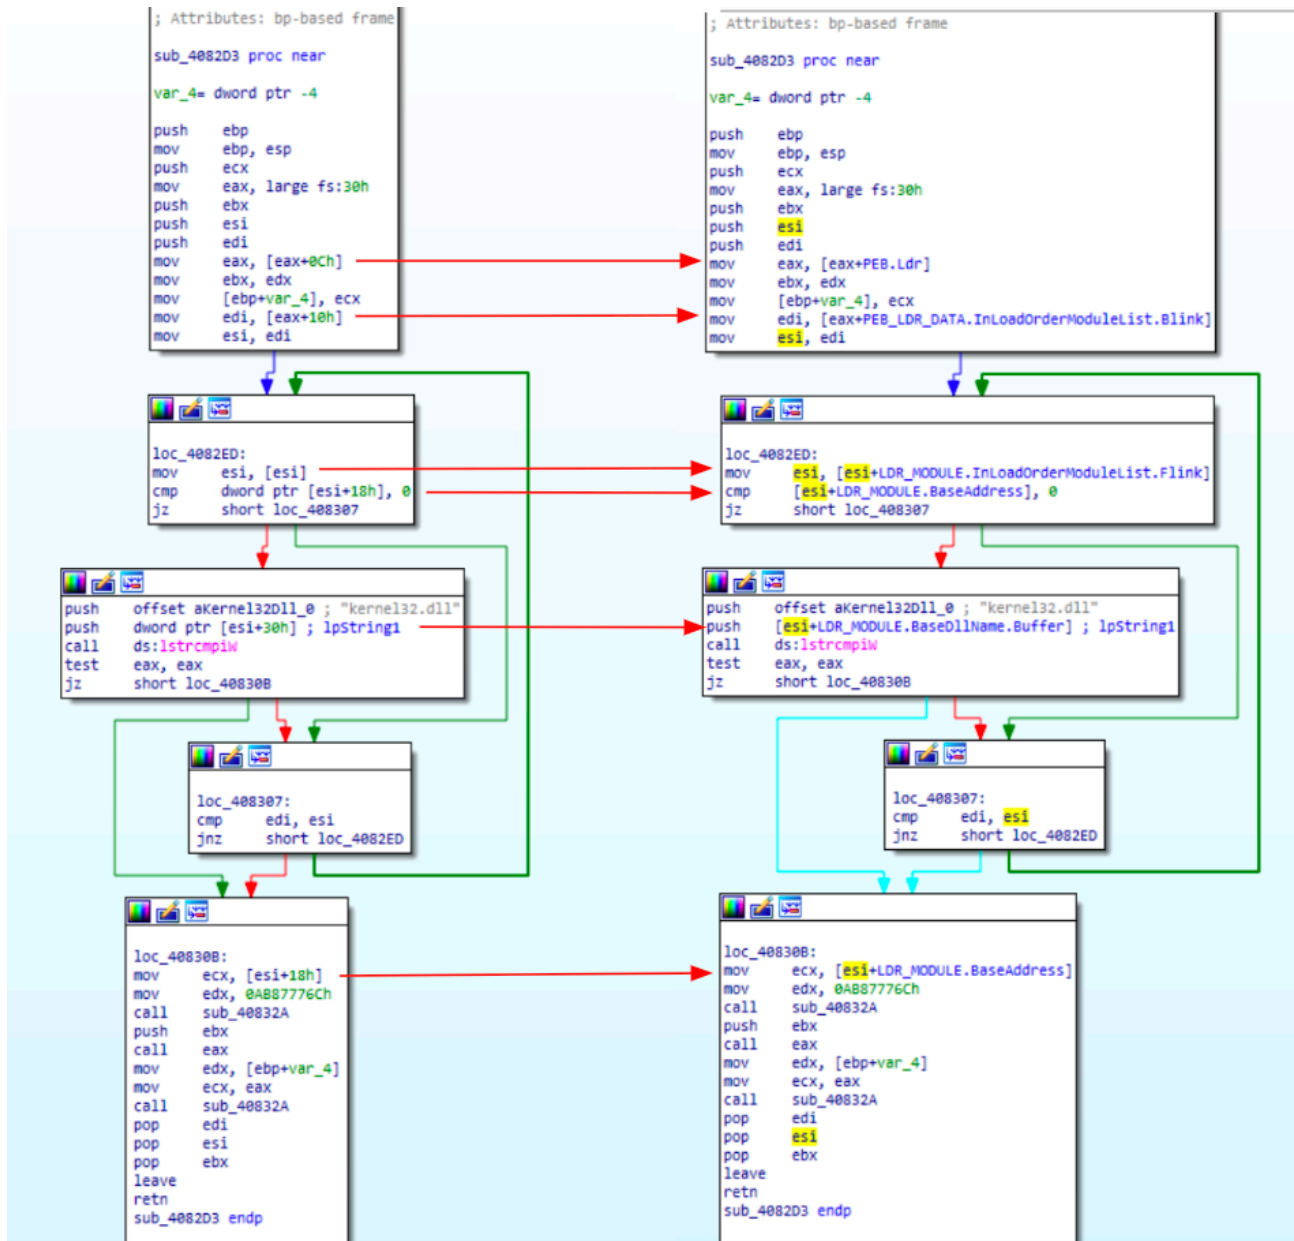 ; Attributes: bp-based frame
sub_4082D3 proc near
var_4= dword ptr -4
push ebp
mov ebp, esp
push ecx
mov eax, large fs:30h
push ebx
push esi
push edi
mov eax, [eax+0Ch]
mov ebx, edx
mov [ebp+var_4], ecx
mov edi, [eax+10h]
mov esi, edi
loc_4082ED:
mov esi, [esi]
cmp dword ptr [esi+18h], 0
jz short loc_408307
push offset aKernel32Dll_0 ; "kernel32.dll"
push dword ptr [esi+30h] ; lpString1
call ds:lstrcmpiW
test eax, eax
jz short loc_40830B
loc_408307:
cmp edi, esi
jnz short loc_4082ED
loc_40830B:
mov ecx, [esi+18h]
mov edx, 0AB87776Ch
call sub_40832A
push ebx
call eax
mov edx, [ebp+var_4]
mov ecx, eax
call sub_40832A
pop edi
pop esi
pop ebx
leave
retn
sub_4082D3 endp
; Attributes: bp-based frame
sub_4082D3 proc near
var_4= dword ptr -4
push ebp
mov ebp, esp
push ecx
mov eax, large fs:30h
push ebx
push esi
push edi
mov eax, [eax+PEB.Ldr]
mov ebx, edx
mov [ebp+var_4], ecx
mov edi, [eax+PEB_LDR_DATA.InLoadOrderModuleList.Blink]
mov esi, edi
loc_4082ED:
mov esi, [esi+LDR_MODULE.InLoadOrderModuleList.Flink]
cmp [esi+LDR_MODULE.BaseAddress], 0
jz short loc_408307
push offset aKernel32Dll_0 ; "kernel32.dll"
push [esi+LDR_MODULE.BaseDllName.Buffer] ; lpString1
call ds:lstrcmpiW
test eax, eax
jz short loc_40830B
loc_408307:
cmp edi, esi
jnz short loc_4082ED
loc_40830B:
mov ecx, [esi+LDR_MODULE.BaseAddress]
mov edx, 0AB87776Ch
call sub_40832A
push ebx
call eax
mov edx, [ebp+var_4]
mov ecx, eax
call sub_40832A
pop edi
pop esi
pop ebx
leave
retn
sub_4082D3 endp